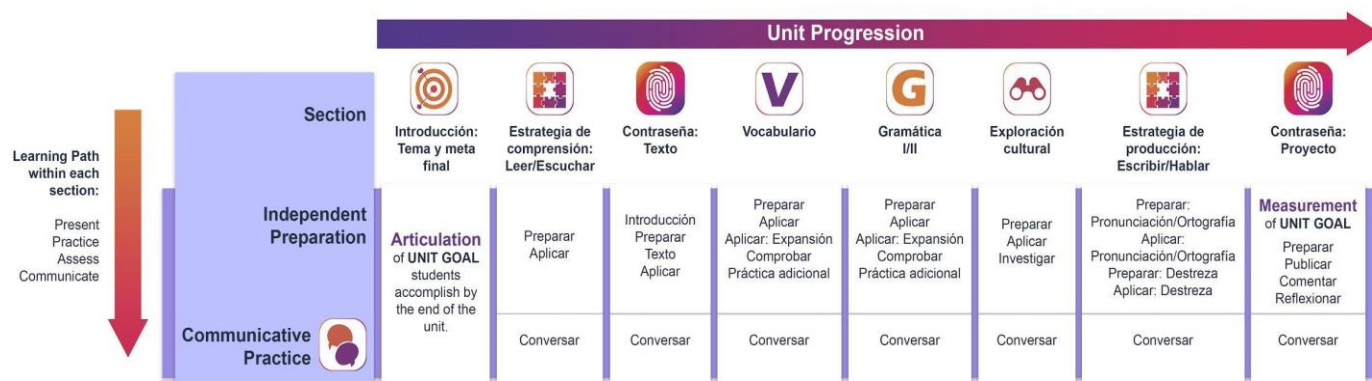 Unit Progression
Section
V
G
Introducción:
Tema y meta
final
Estrategia de
comprensión:
Leer/Escuchar
Contraseña:
Texto
Vocabulario
Gramática
I/II
Exploración
cultural
Estrategia de
producción:
Escribir/Hablar
Contraseña:
Proyecto
Learning Path
within each
section:
Present
Practice
Assess
Communicate
Independent
Preparation
Articulation
of UNIT GOAL
students
accomplish by
the end of the
unit.
Preparar
Aplicar
Introducción
Preparar
Texto
Aplicar
Preparar
Aplicar
Aplicar: Expansión
Comprobar
Práctica adicional
Preparar
Aplicar
Aplicar: Expansión
Comprobar
Práctica adicional
Preparar
Aplicar
Investigar
Preparar:
Pronunciación/Ortografía
Aplicar:
Pronunciación/Ortografía
Preparar: Destreza
Aplicar: Destreza
Measurement
of UNIT GOAL
Preparar
Publicar
Comentar
Reflexionar
Communicative
Practice
Conversar
Conversar
Conversar
Conversar
Conversar
Conversar
Conversar